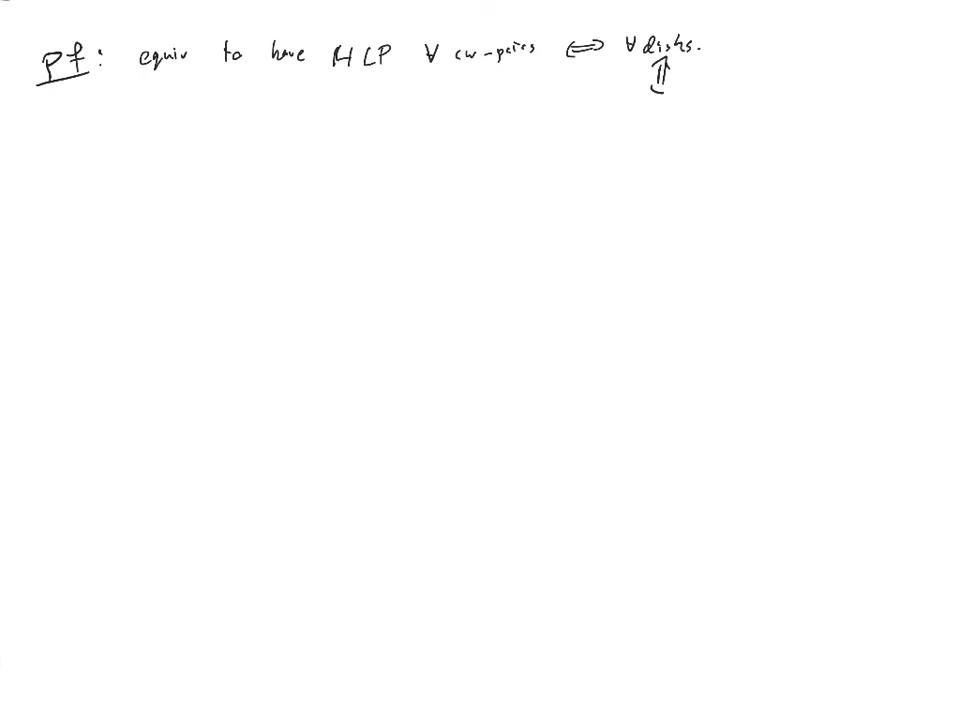 Pf: equiv to have HLP ∀ cw-pairs ⟺ ∀ disks.
⇑